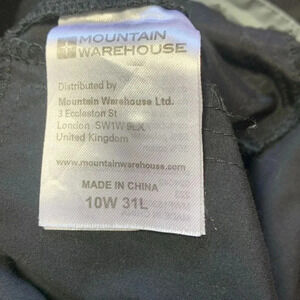 MOUNTAIN
WAREHOUSE
Distributed by
Mountain Warehouse Ltd.
3 Eccleston St
London SW1W 9LX
United Kingdom
www.mountainwarehouse.com
MADE IN CHINA
10W 31L